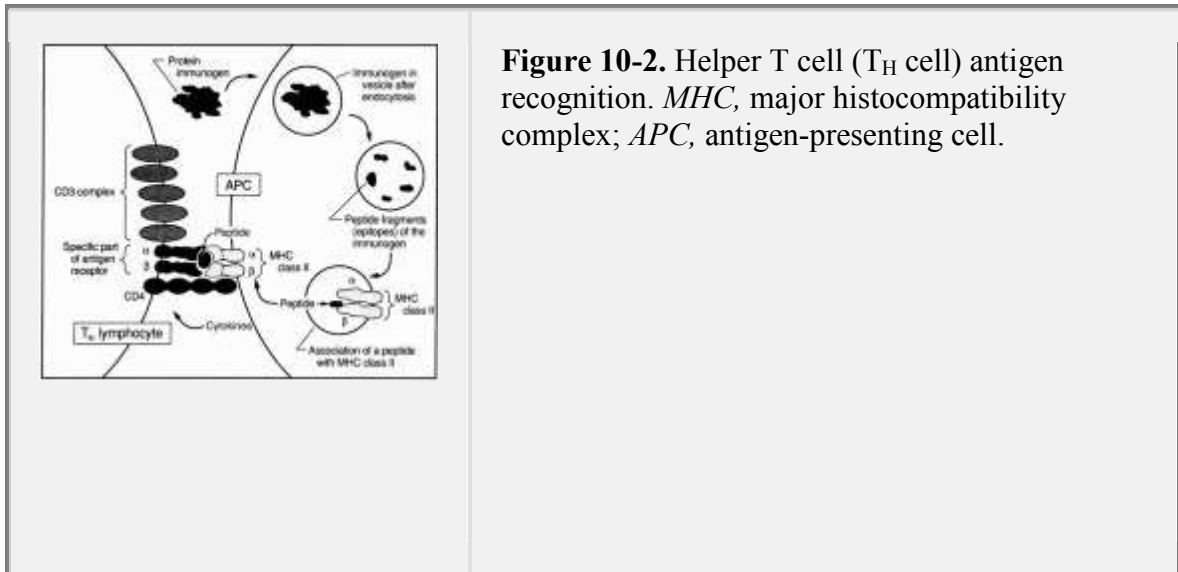 Protein
immunogen
Immunogen in
vesicle after
endocytosis
CD3 complex
APC
Peptide fragments
(epitopes) of the
immunogen
Specific part
of antigen
receptor
α
β
Peptide
α
β
MHC
class II
CD4
Peptide
α
β
MHC
class II
Cytokines
T_H lymphocyte
Association of a peptide
with MHC class II
Figure 10-2. Helper T cell (T_H cell) antigen
recognition. MHC, major histocompatibility
complex; APC, antigen-presenting cell.